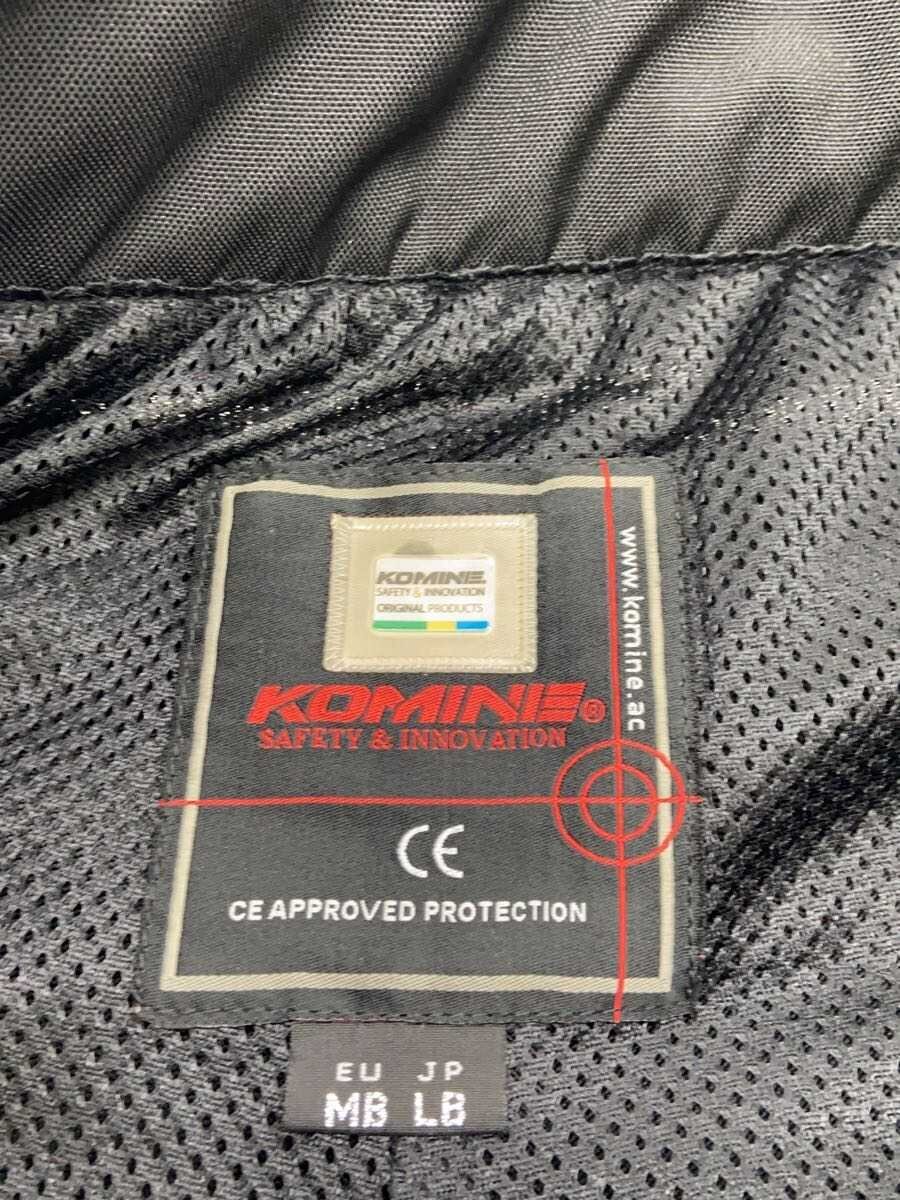 KOMINE
SAFETY & INNOVATION
ORIGINAL PRODUCTS
www.komine.ac
KOMINE®
SAFETY & INNOVATION
CE
CE APPROVED PROTECTION
EU JP
MB LB